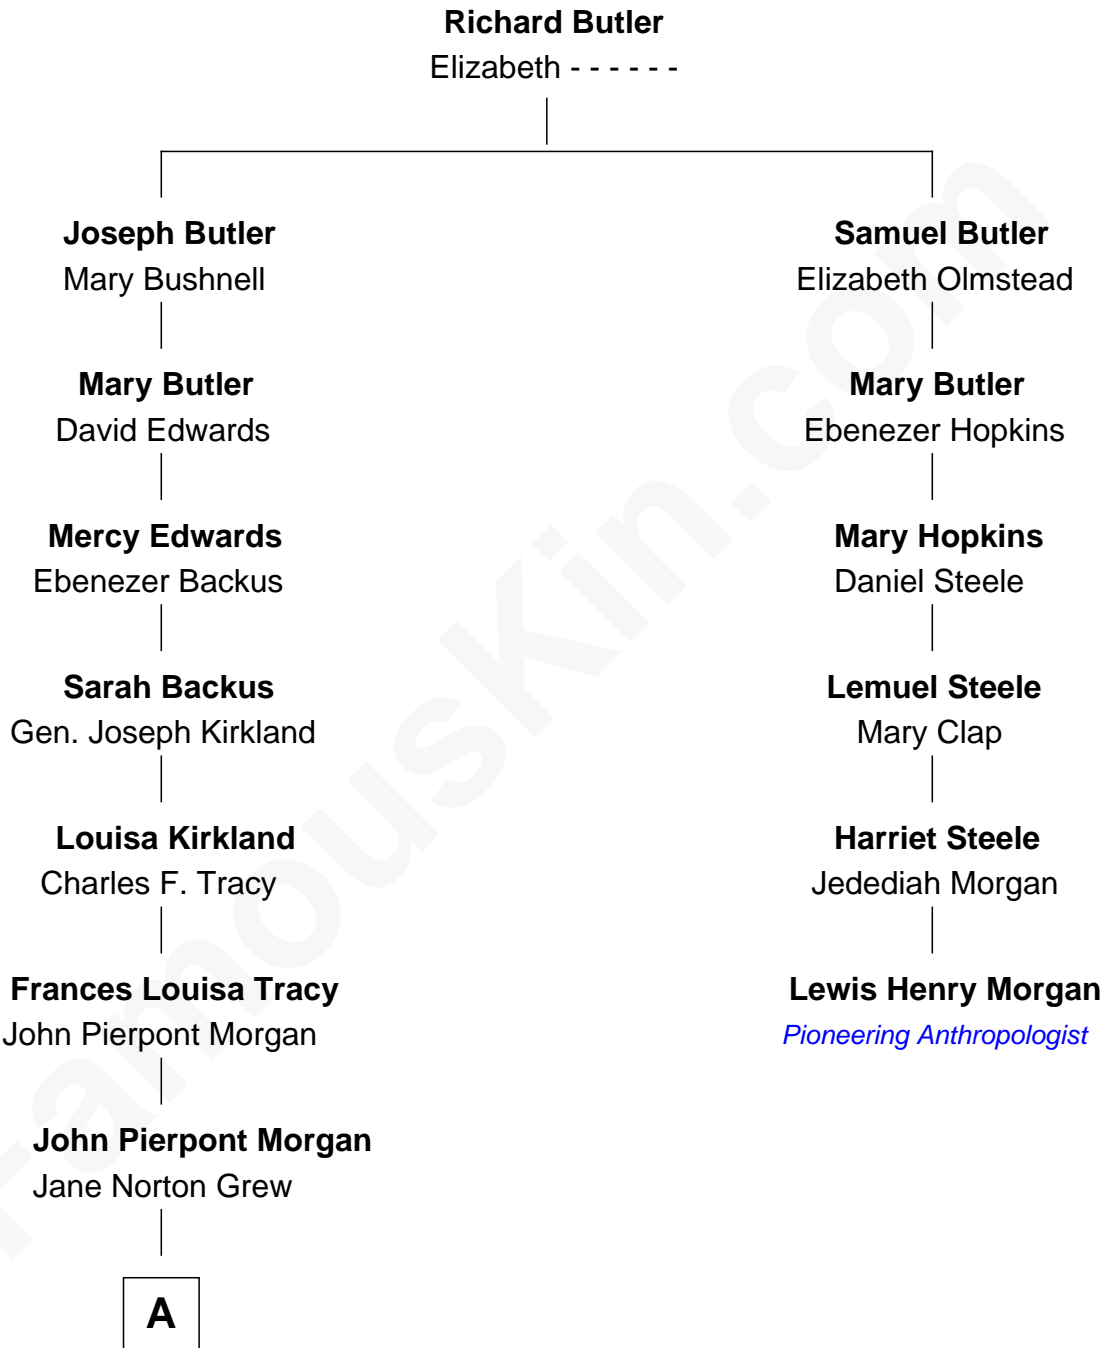 Richard Butler
Elizabeth - - - - - -
Joseph Butler
Mary Bushnell
Samuel Butler
Elizabeth Olmstead
Mary Butler
David Edwards
Mary Butler
Ebenezer Hopkins
Mercy Edwards
Ebenezer Backus
Mary Hopkins
Daniel Steele
Sarah Backus
Gen. Joseph Kirkland
Lemuel Steele
Mary Clap
Louisa Kirkland
Charles F. Tracy
Harriet Steele
Jedediah Morgan
Frances Louisa Tracy
John Pierpont Morgan
Lewis Henry Morgan
Pioneering Anthropologist
John Pierpont Morgan
Jane Norton Grew
A
FamousKin.com